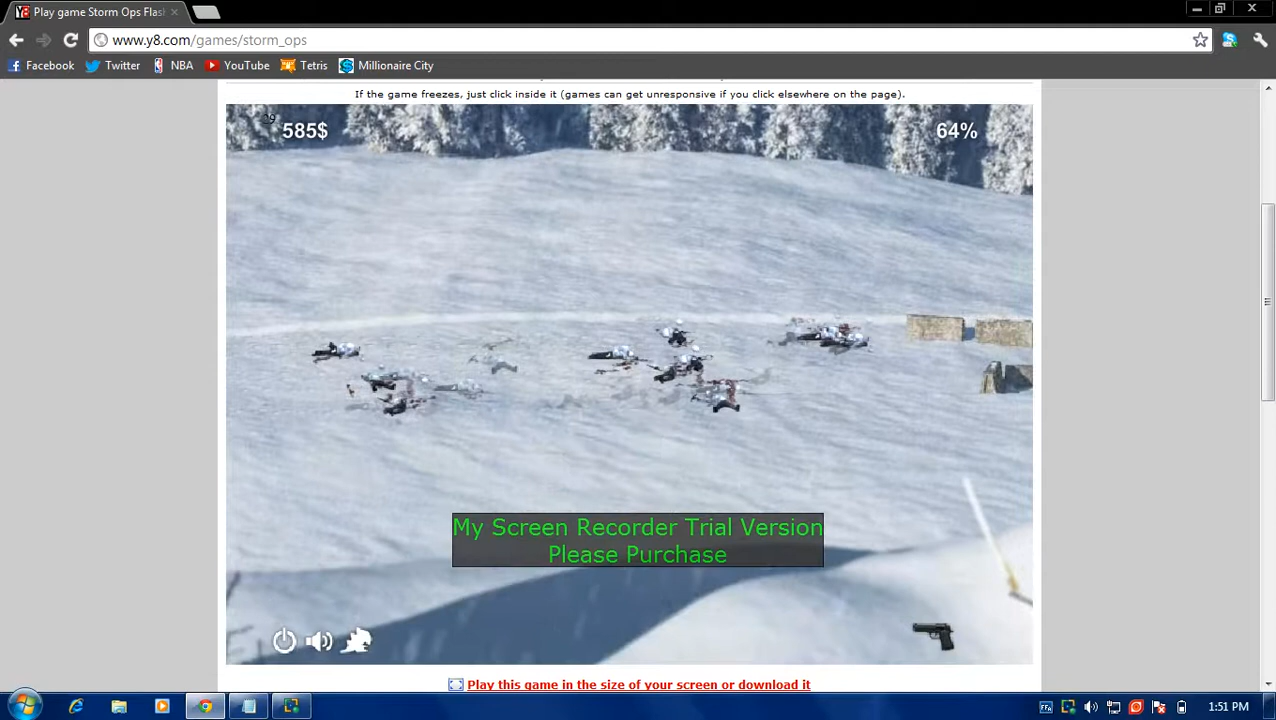 Y8 Play game Storm Ops Flash
www.y8.com/games/storm_ops
Facebook Twitter NBA YouTube Tetris Millionaire City
If the game freezes, just click inside it (games can get unresponsive if you click elsewhere on the page).
29
585$ 64%
My Screen Recorder Trial Version
Please Purchase
Play this game in the size of your screen or download it
1:51 PM